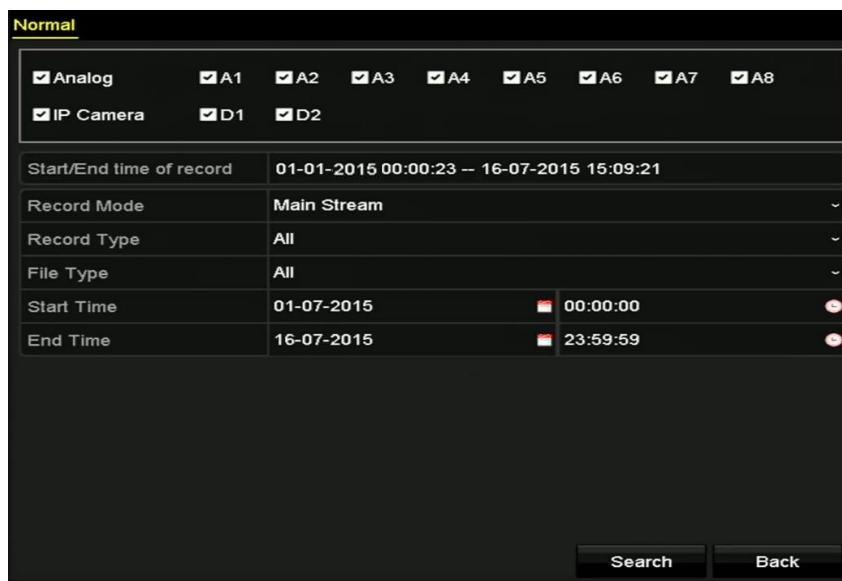 Normal
Analog A1 A2 A3 A4 A5 A6 A7 A8
IP Camera D1 D2
Start/End time of record 01-01-2015 00:00:23 -- 16-07-2015 15:09:21
Record Mode Main Stream
Record Type All
File Type All
Start Time 01-07-2015 00:00:00
End Time 16-07-2015 23:59:59
Search Back